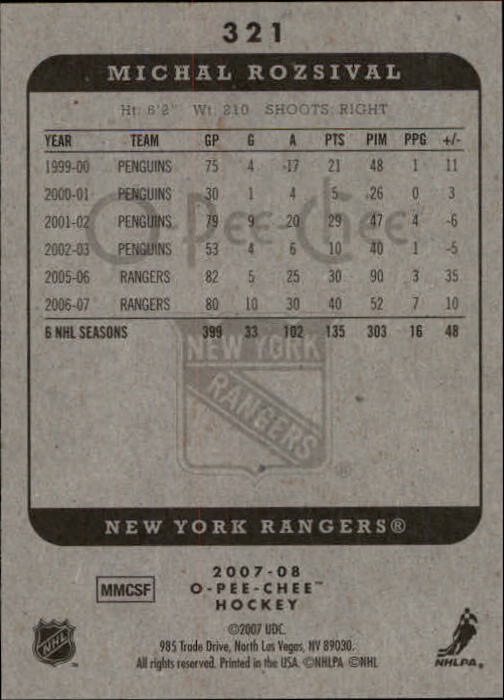 321
MICHAL ROZSIVAL
Ht: 6'2" Wt: 210 SHOOTS: RIGHT
YEAR TEAM GP G A PTS PIM PPG +/-
1999-00 PENGUINS 75 4 17 21 48 1 11
2000-01 PENGUINS 30 1 4 5 26 0 3
2001-02 PENGUINS 79 9 20 29 47 4 -6
2002-03 PENGUINS 53 4 6 10 40 1 -5
2005-06 RANGERS 82 5 25 30 90 3 35
2006-07 RANGERS 80 10 30 40 52 7 10
6 NHL SEASONS 399 33 102 135 303 16 48
O-PEE-CHEE
NEW YORK
RANGERS
®
NEW YORK RANGERS®
2007-08
MMCSF
O-PEE-CHEE™
HOCKEY
©2007 UDC.
985 Trade Drive, North Las Vegas, NV 89030.
All rights reserved. Printed in the USA. ©NHLPA ©NHL
NHL
™
NHLPA®